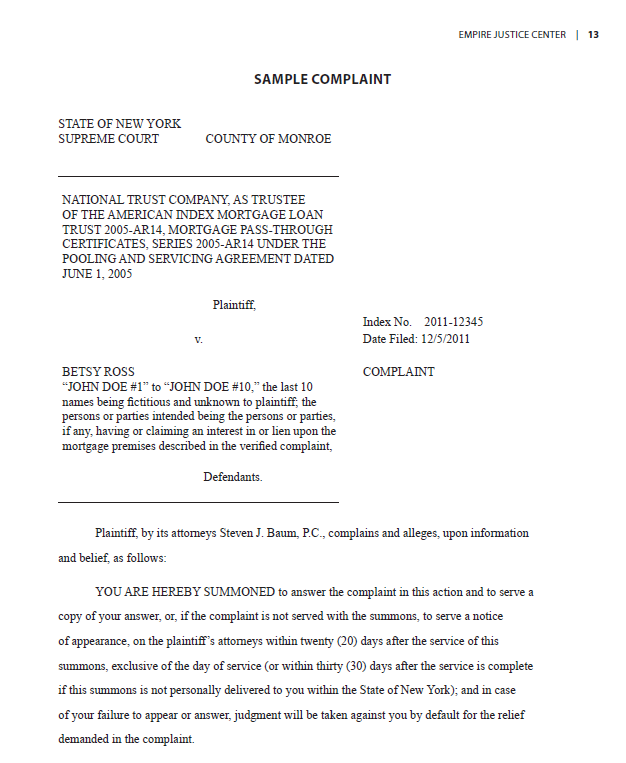 EMPIRE JUSTICE CENTER | 13
SAMPLE COMPLAINT
STATE OF NEW YORK
SUPREME COURT COUNTY OF MONROE
NATIONAL TRUST COMPANY, AS TRUSTEE
OF THE AMERICAN INDEX MORTGAGE LOAN
TRUST 2005-AR14, MORTGAGE PASS-THROUGH
CERTIFICATES, SERIES 2005-AR14 UNDER THE
POOLING AND SERVICING AGREEMENT DATED
JUNE 1, 2005
Plaintiff,
Index No. 2011-12345
v.
Date Filed: 12/5/2011
BETSY ROSS
COMPLAINT
“JOHN DOE #1” to “JOHN DOE #10,” the last 10
names being fictitious and unknown to plaintiff; the
persons or parties intended being the persons or parties,
if any, having or claiming an interest in or lien upon the
mortgage premises described in the verified complaint,
Defendants.
Plaintiff, by its attorneys Steven J. Baum, P.C., complains and alleges, upon information
and belief, as follows:
YOU ARE HEREBY SUMMONED to answer the complaint in this action and to serve a
copy of your answer, or, if the complaint is not served with the summons, to serve a notice
of appearance, on the plaintiff’s attorneys within twenty (20) days after the service of this
summons, exclusive of the day of service (or within thirty (30) days after the service is complete
if this summons is not personally delivered to you within the State of New York); and in case
of your failure to appear or answer, judgment will be taken against you by default for the relief
demanded in the complaint.